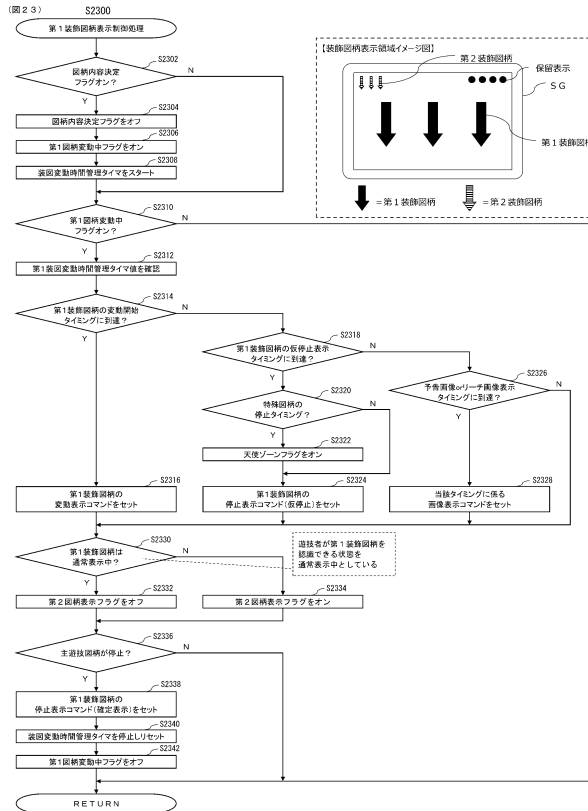 (図23)
S2300
第1装飾図柄表示制御処理
図柄内容決定
フラグオン?
S2302
Y
N
図柄内容決定フラグをオフ
S2304
第1図柄変動中フラグをオン
S2306
装図変動時間管理タイマをスタート
S2308
第1図柄変動中
フラグオン?
S2310
Y
N
第1装図変動時間管理タイマ値を確認
S2312
第1装飾図柄の変動開始
タイミングに到達?
S2314
Y
N
第1装飾図柄の
変動表示コマンドをセット
S2316
第1装飾図柄の仮停止表示
タイミングに到達?
S2318
Y
N
特殊図柄の
停止タイミング?
S2320
Y
N
天使ゾーンフラグをオン
S2322
第1装飾図柄の
停止表示コマンド(仮停止)をセット
S2324
予告画像orリーチ画像表示
タイミングに到達?
S2326
Y
N
当該タイミングに係る
画像表示コマンドをセット
S2328
第1装飾図柄は
通常表示中?
S2330
Y
N
遊技者が第1装飾図柄を
認識できる状態を
通常表示中としている
第2図柄表示フラグをオフ
S2332
第2図柄表示フラグをオン
S2334
主遊技図柄が停止?
S2336
Y
N
第1装飾図柄の
停止表示コマンド(確定表示)をセット
S2338
装図変動時間管理タイマを停止しリセット
S2340
第1図柄変動中フラグをオフ
S2342
RETURN
【装飾図柄表示領域イメージ図】
第2装飾図柄
保留表示
SG
第1装飾図柄
=第1装飾図柄
=第2装飾図柄